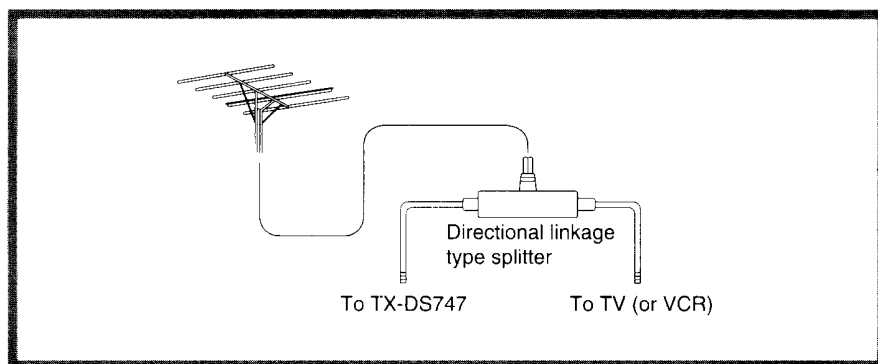 Directional linkage
type splitter
To TX-DS747
To TV (or VCR)